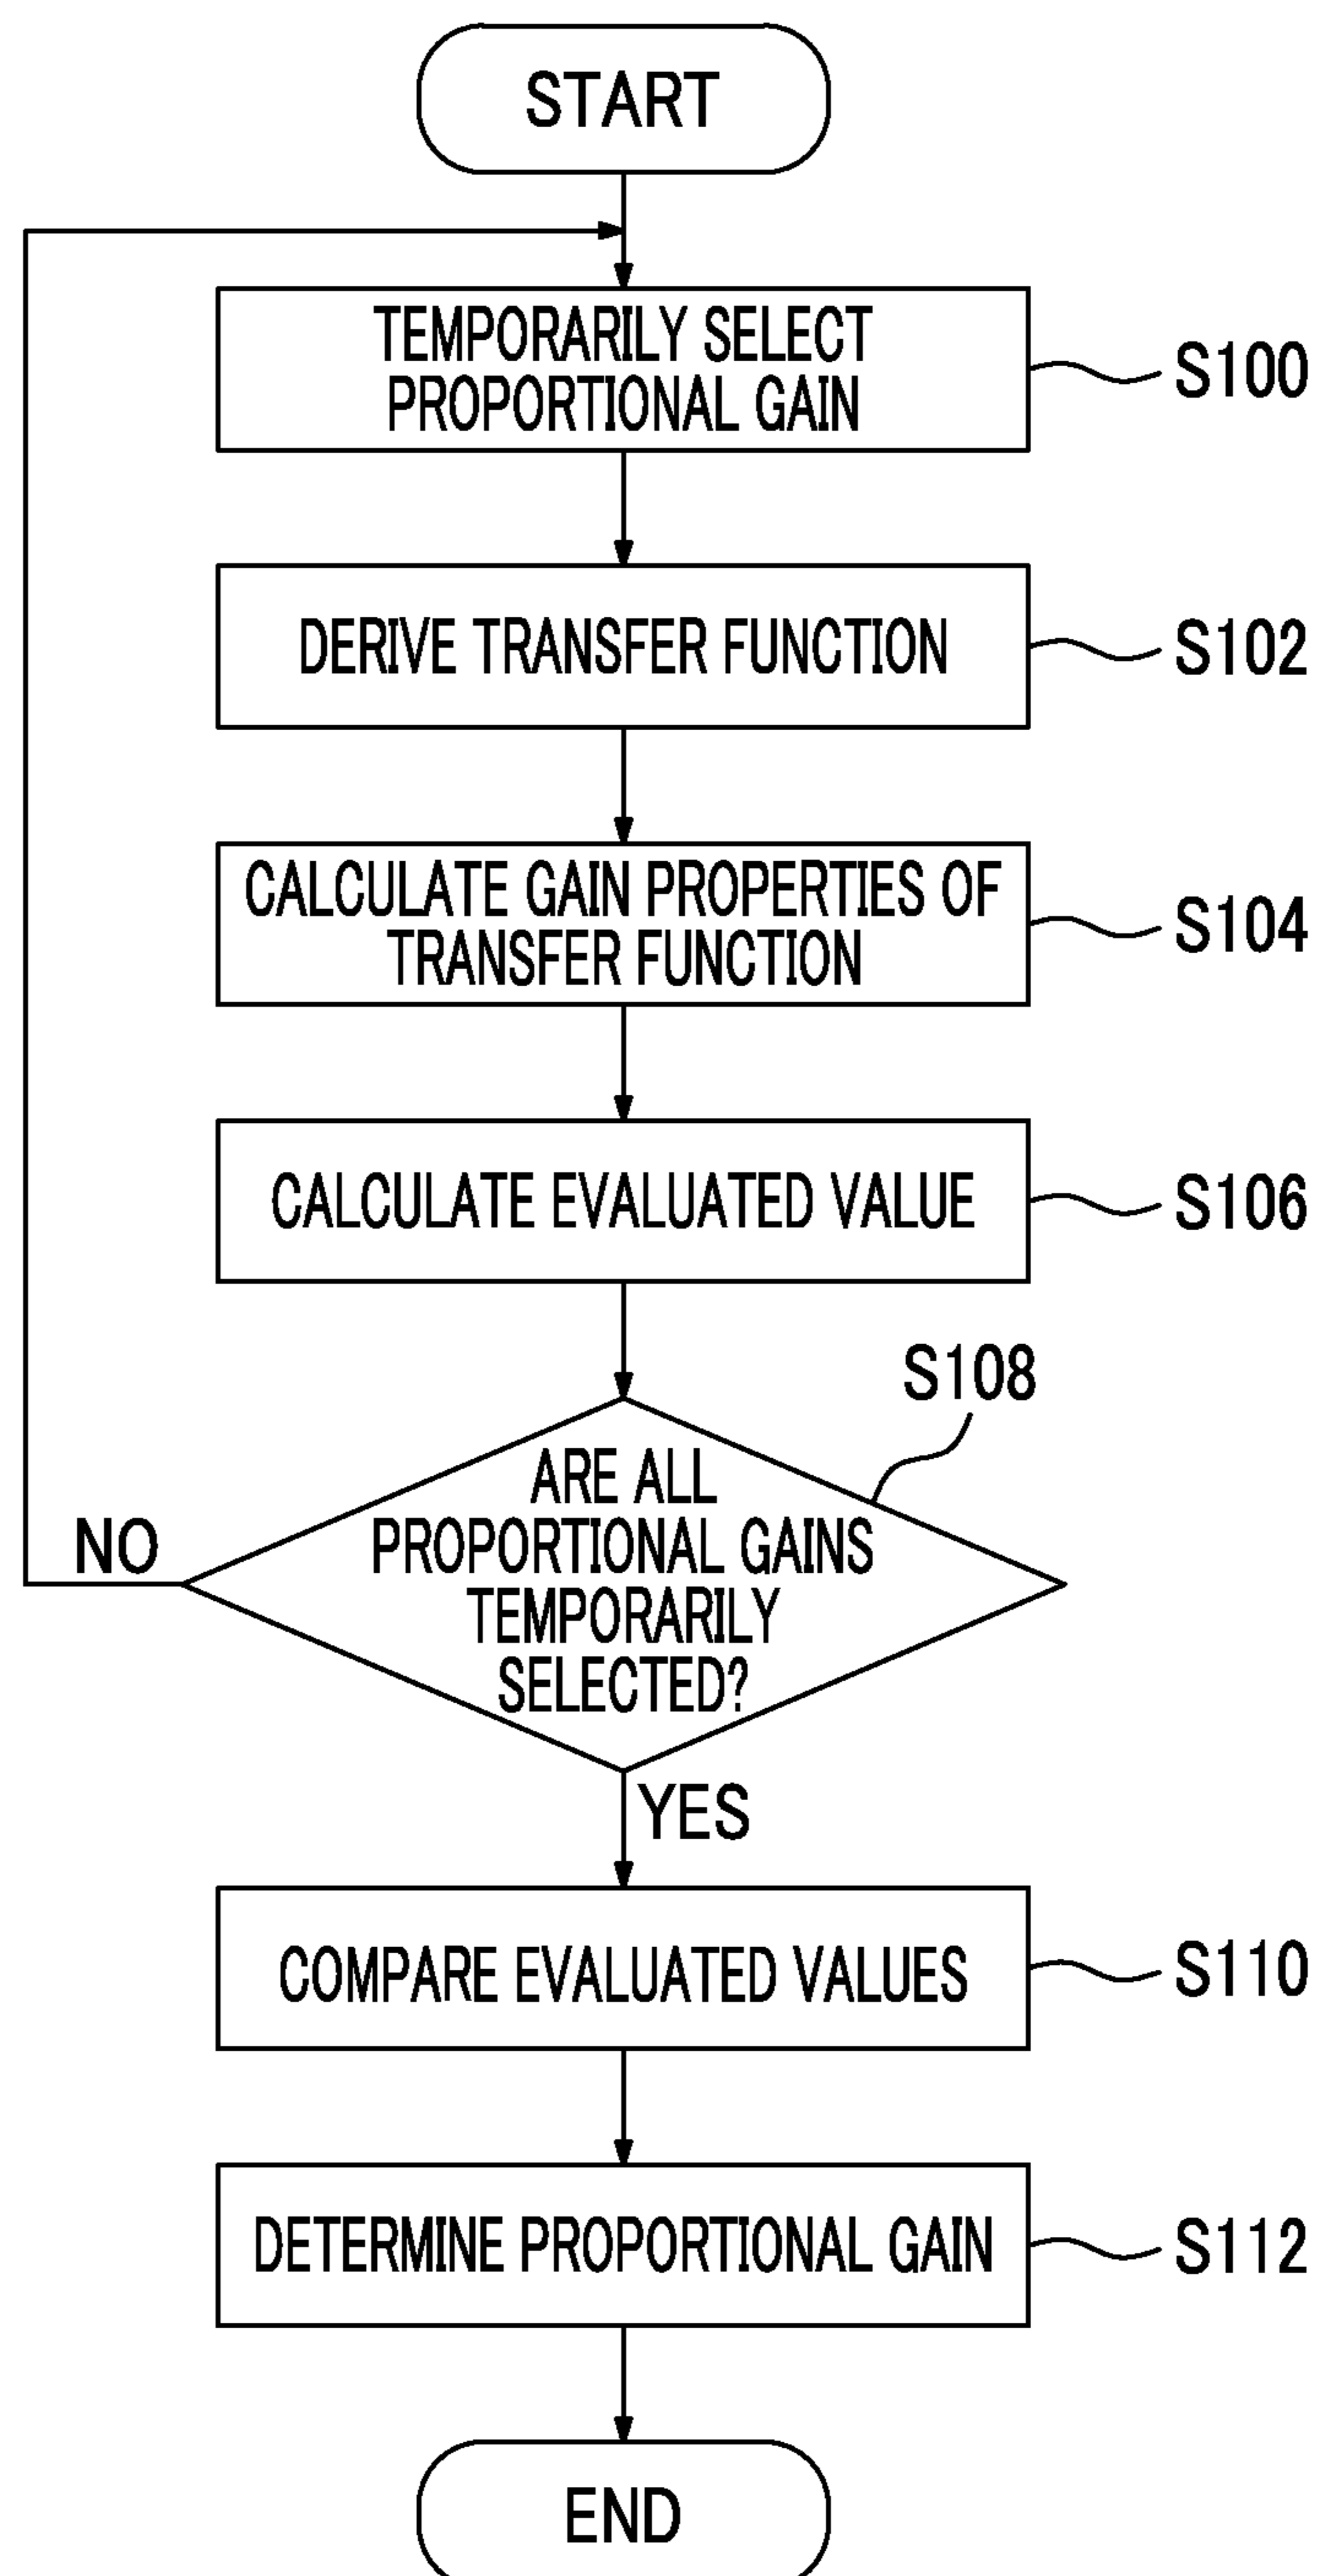 START
TEMPORARILY SELECT
PROPORTIONAL GAIN
S100
DERIVE TRANSFER FUNCTION
S102
CALCULATE GAIN PROPERTIES OF
TRANSFER FUNCTION
S104
CALCULATE EVALUATED VALUE
S106
S108
ARE ALL
PROPORTIONAL GAINS
TEMPORARILY
SELECTED?
NO
YES
COMPARE EVALUATED VALUES
S110
DETERMINE PROPORTIONAL GAIN
S112
END